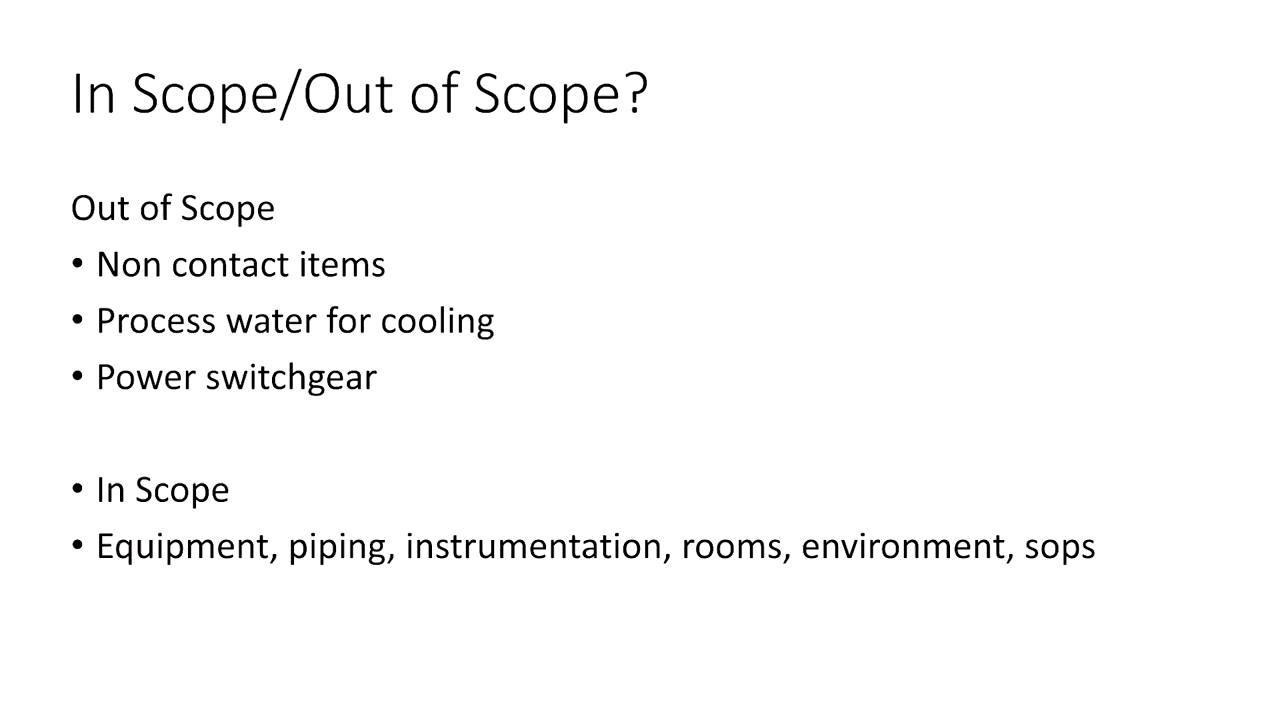 In Scope/Out of Scope?
Out of Scope
• Non contact items
• Process water for cooling
• Power switchgear
• In Scope
• Equipment, piping, instrumentation, rooms, environment, sops